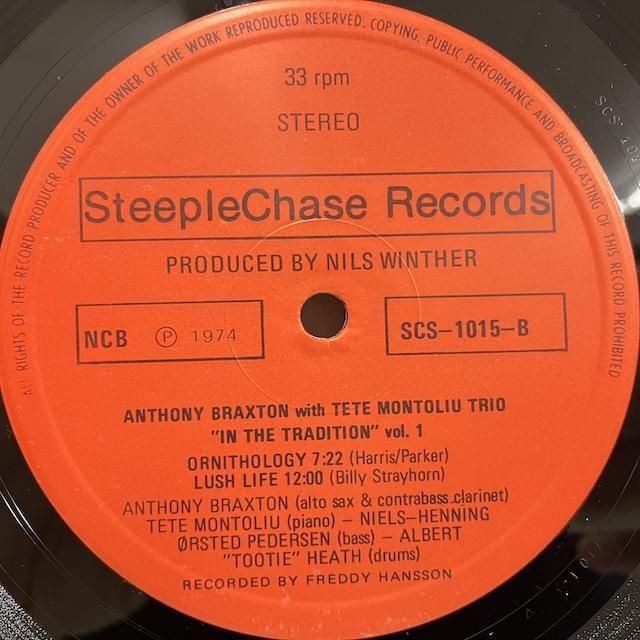 ALL RIGHTS OF THE RECORD PRODUCER AND OF THE OWNER OF THE WORK REPRODUCED RESERVED. COPYING, PUBLIC PERFORMANCE AND BROADCASTING OF THIS RECORD PROHIBITED
33 rpm
STEREO
SteepleChase Records
PRODUCED BY NILS WINTHER
NCB Ⓟ 1974
SCS-1015-B
ANTHONY BRAXTON with TETE MONTOLIU TRIO
"IN THE TRADITION" vol. 1
ORNITHOLOGY 7:22 (Harris/Parker)
LUSH LIFE 12:00 (Billy Strayhorn)
ANTHONY BRAXTON (alto sax & contrabass.clarinet)
TETE MONTOLIU (piano) – NIELS-HENNING
ØRSTED PEDERSEN (bass) – ALBERT
"TOOTIE" HEATH (drums)
RECORDED BY FREDDY HANSSON